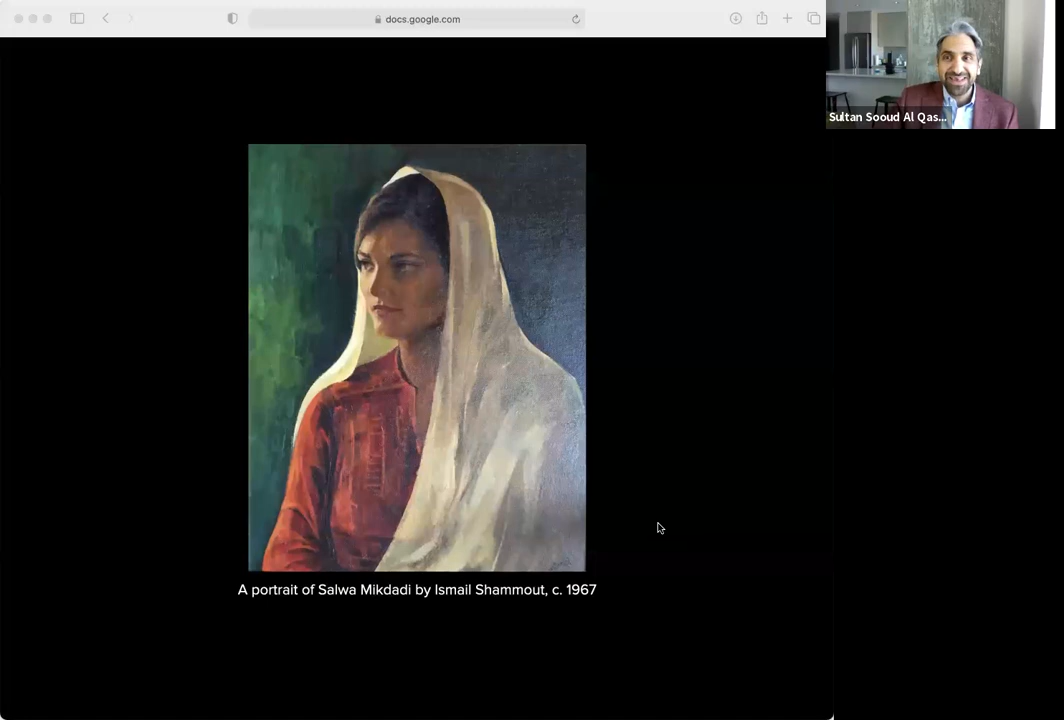 docs.google.com
Sultan Sooud Al Qas...
A portrait of Salwa Mikdadi by Ismail Shammout, c. 1967